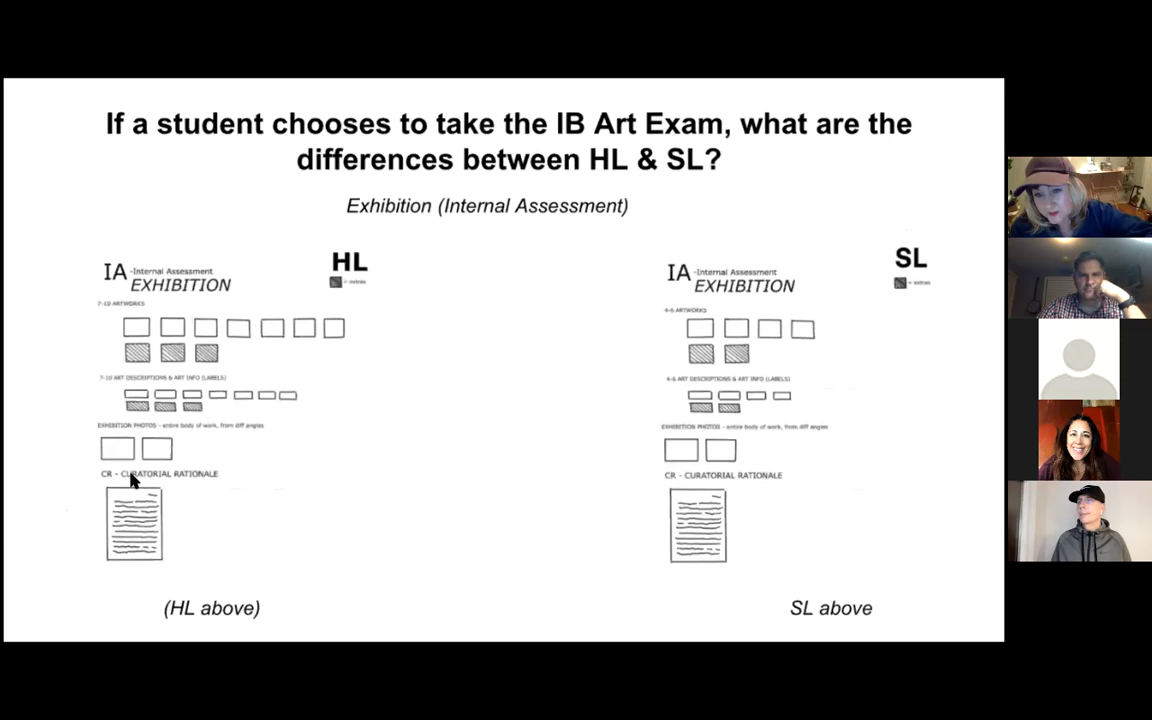 If a student chooses to take the IB Art Exam, what are the
differences between HL & SL?
Exhibition (Internal Assessment)
IA -Internal Assessment
EXHIBITION
HL
= extras
7-10 ARTWORKS
7-10 ART DESCRIPTIONS & ART INFO (LABELS)
EXHIBITION PHOTOS - entire body of work, from diff angles
CR - CURATORIAL RATIONALE
(HL above)
IA -Internal Assessment
EXHIBITION
SL
= extras
4-6 ARTWORKS
4-6 ART DESCRIPTIONS & ART INFO (LABELS)
EXHIBITION PHOTOS - entire body of work, from diff angles
CR - CURATORIAL RATIONALE
SL above